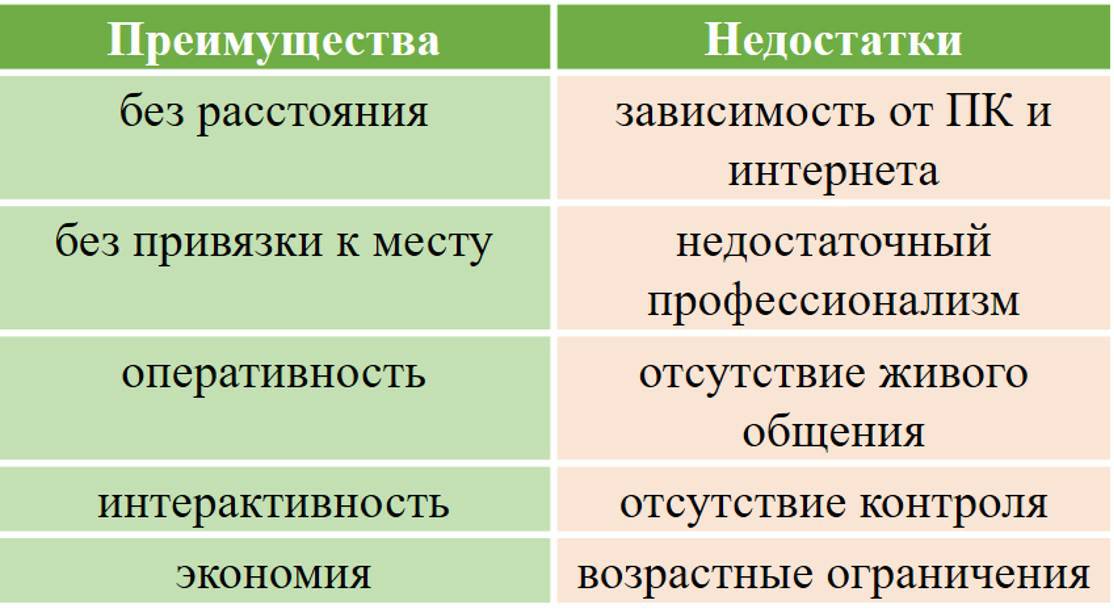 Преимущества
Недостатки
без расстояния
зависимость от ПК и
интернета
без привязки к месту
недостаточный
профессионализм
оперативность
отсутствие живого
общения
интерактивность
отсутствие контроля
экономия
возрастные ограничения